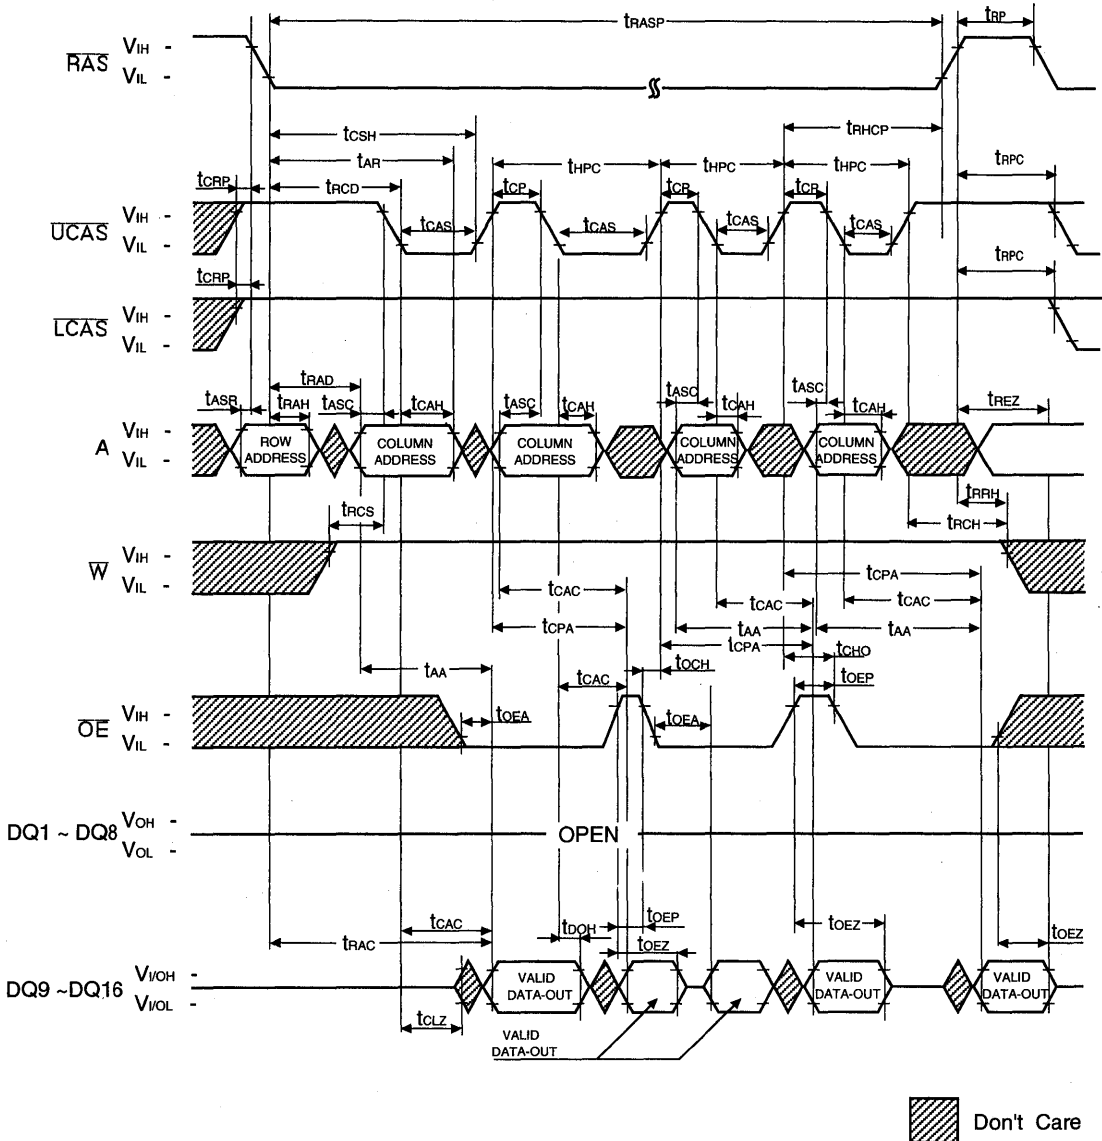 tRASP
tRP
RAS
VIH -
VIL -
tCSH
tRHCP
tAR
tHPC
tHPC
tHPC
tRPC
tCRP
tRCD
tCP
tCP
tCP
UCAS
VIH -
VIL -
tCAS
tCAS
tCAS
tCAS
tCRP
tRPC
LCAS
VIH -
VIL -
tRAD
tASR
tRAH
tASC
tCAH
tASC
tCAH
tASC
tCAH
tASC
tCAH
tREZ
A
VIH -
VIL -
ROW ADDRESS
COLUMN ADDRESS
COLUMN ADDRESS
COLUMN ADDRESS
COLUMN ADDRESS
tRRH
tRCS
tRCH
W
VIH -
VIL -
tCPA
tCAC
tCAC
tCAC
tCPA
tAA
tAA
tCPA
tCHO
tAA
tOCH
tCAC
tOEP
OE
VIH -
VIL -
tOEA
tOEA
DQ1 ~ DQ8
VOH -
VOL -
OPEN
tCAC
tDOH
tOEP
tOEZ
tRAC
tOEZ
tOEZ
DQ9 ~DQ16
VI/OH -
VI/OL -
VALID DATA-OUT
VALID DATA-OUT
VALID DATA-OUT
tCLZ
VALID
DATA-OUT
Don't Care